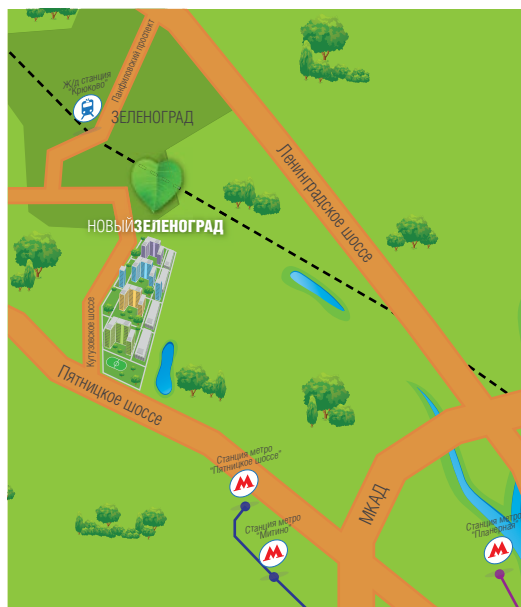 Ж/д станция
"Крюково"
Панфиловский проспект
ЗЕЛЕНОГРАД
Ленинградское шоссе
НОВЫЙЗЕЛЕНОГРАД
Кутузовское шоссе
Пятницкое шоссе
Станция метро
"Пятницкое шоссе"
МКАД
Станция метро
"Митино"
Станция метро
"Планерная"